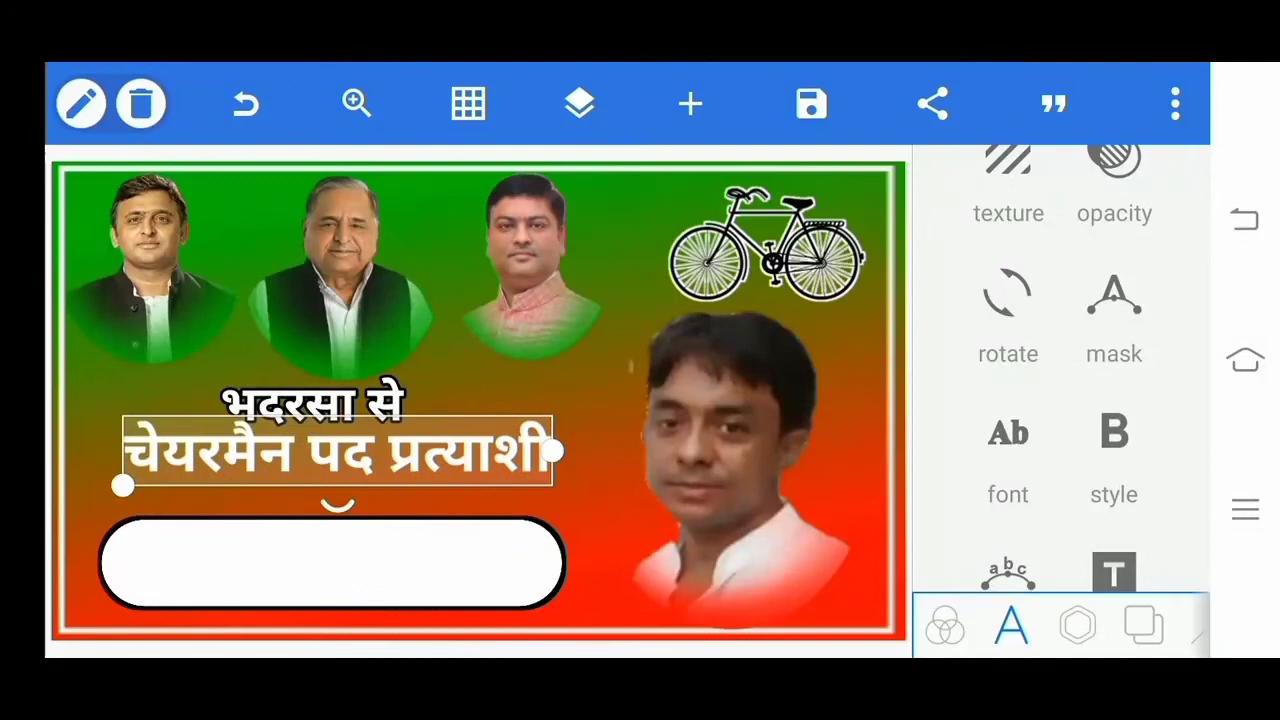 भदरसा से
चेयरमैन पद प्रत्याशी
texture
opacity
rotate
mask
Ab
B
font
style
abc
T
A